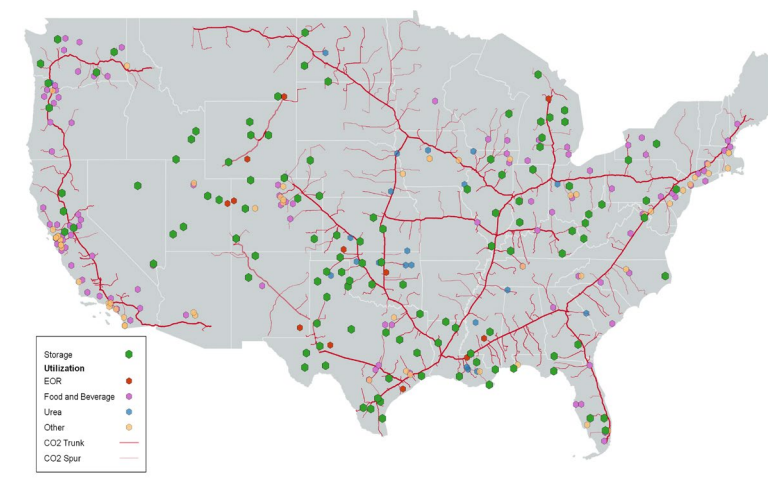 Storage
Utilization
EOR
Food and Beverage
Urea
Other
CO2 Trunk
CO2 Spur